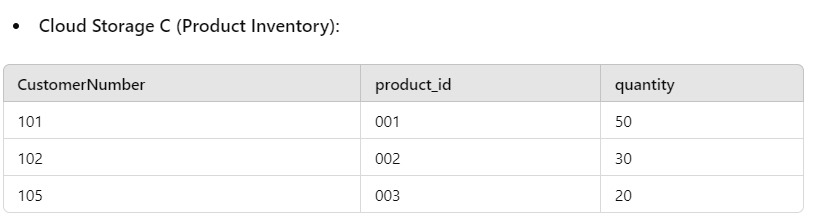 • Cloud Storage C (Product Inventory):
CustomerNumber product_id quantity
101 001 50
102 002 30
105 003 20